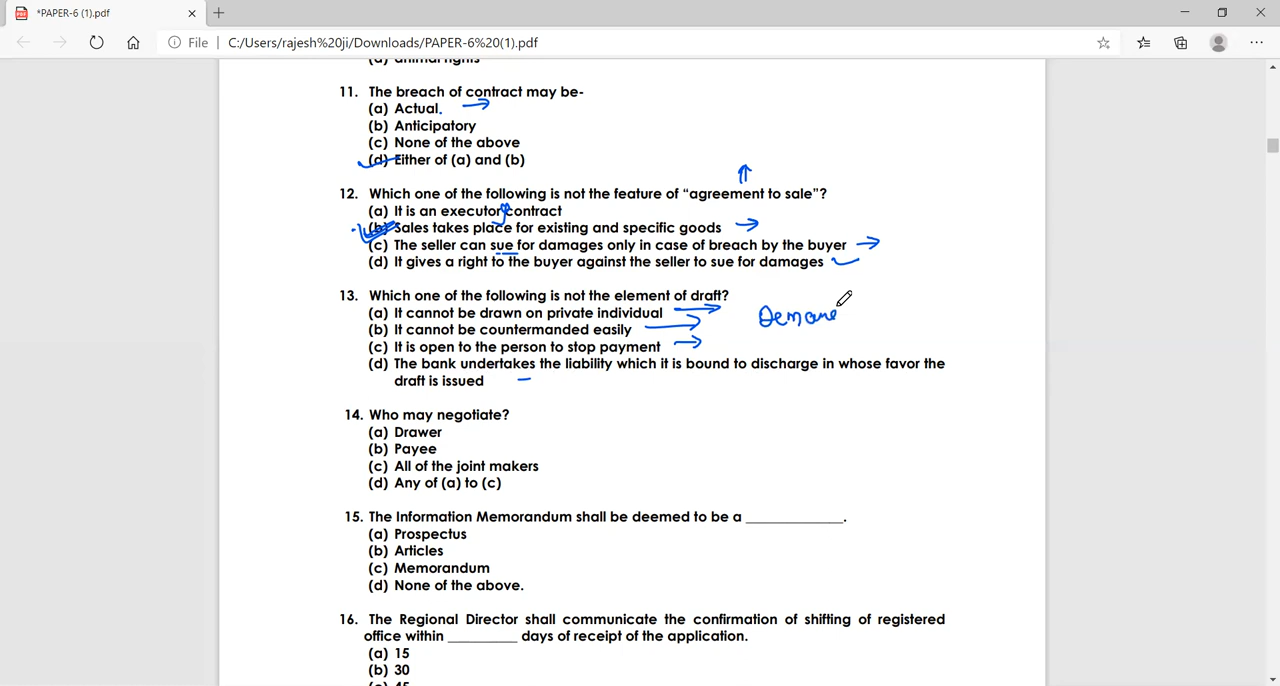 *PAPER-6 (1).pdf
File | C:/Users/rajesh%20ji/Downloads/PAPER-6%20(1).pdf
(d) animal rights
11. The breach of contract may be-
(a) Actual.
(b) Anticipatory
(c) None of the above
(d) Either of (a) and (b)
12. Which one of the following is not the feature of “agreement to sale”?
(a) It is an executory contract
(b) Sales takes place for existing and specific goods
(c) The seller can sue for damages only in case of breach by the buyer
(d) It gives a right to the buyer against the seller to sue for damages
13. Which one of the following is not the element of draft?
(a) It cannot be drawn on private individual
Deman
(b) It cannot be countermanded easily
(c) It is open to the person to stop payment
(d) The bank undertakes the liability which it is bound to discharge in whose favor the
draft is issued
14. Who may negotiate?
(a) Drawer
(b) Payee
(c) All of the joint makers
(d) Any of (a) to (c)
15. The Information Memorandum shall be deemed to be a ______________.
(a) Prospectus
(b) Articles
(c) Memorandum
(d) None of the above.
16. The Regional Director shall communicate the confirmation of shifting of registered
office within __________ days of receipt of the application.
(a) 15
(b) 30
(c) 45